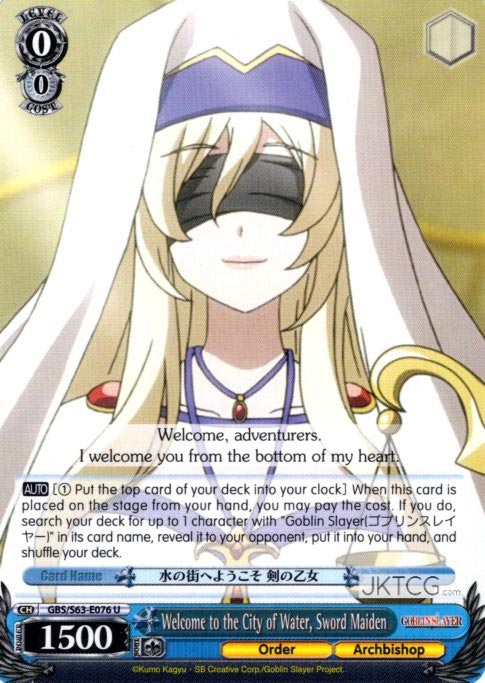 LEVEL
0
0
COST
Welcome, adventurers.
I welcome you from the bottom of my heart.
AUTO [① Put the top card of your deck into your clock] When this card is
placed on the stage from your hand, you may pay the cost. If you do,
search your deck for up to 1 character with "Goblin Slayer(ゴブリンスレイ
ヤー)" in its card name, reveal it to your opponent, put it into your hand, and
shuffle your deck.
Card Name 水の街へようこそ 剣の乙女
JKTCG.com
CH GBS/S63-E076 U
POWER 1500 SOUL Welcome to the City of Water, Sword Maiden GOBLIN SLAYER
Order Archbishop
©Kumo Kagyu・SB Creative Corp./Goblin Slayer Project.